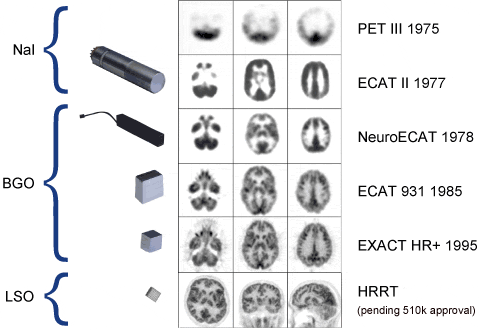 NaI
PET III 1975
ECAT II 1977
BGO
NeuroECAT 1978
ECAT 931 1985
EXACT HR+ 1995
LSO
HRRT
(pending 510k approval)